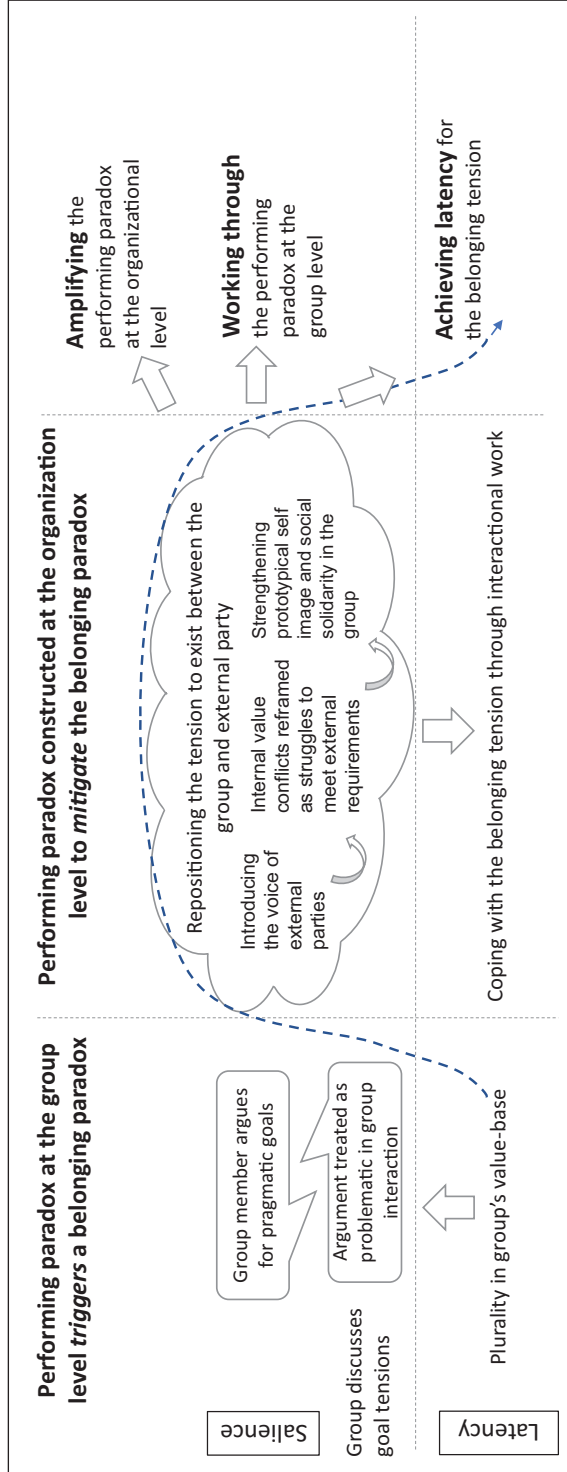 Performing paradox at the group
level triggers a belonging paradox
Performing paradox constructed at the organization
level to mitigate the belonging paradox
Salience
Group discusses
goal tensions
Group member argues
for pragmatic goals
Argument treated as
problematic in group
interaction
Repositioning the tension to exist between the
group and external party
Introducing
the voice of
external
parties
Internal value
conflicts reframed
as struggles to
meet external
requirements
Strengthening
prototypical self
image and social
solidarity in the
group
Amplifying the
performing paradox
at the organizational
level
Working through
the performing
paradox at the
group level
Latency
Plurality in group's value-base
Coping with the belonging tension through interactional work
Achieving latency for
the belonging tension